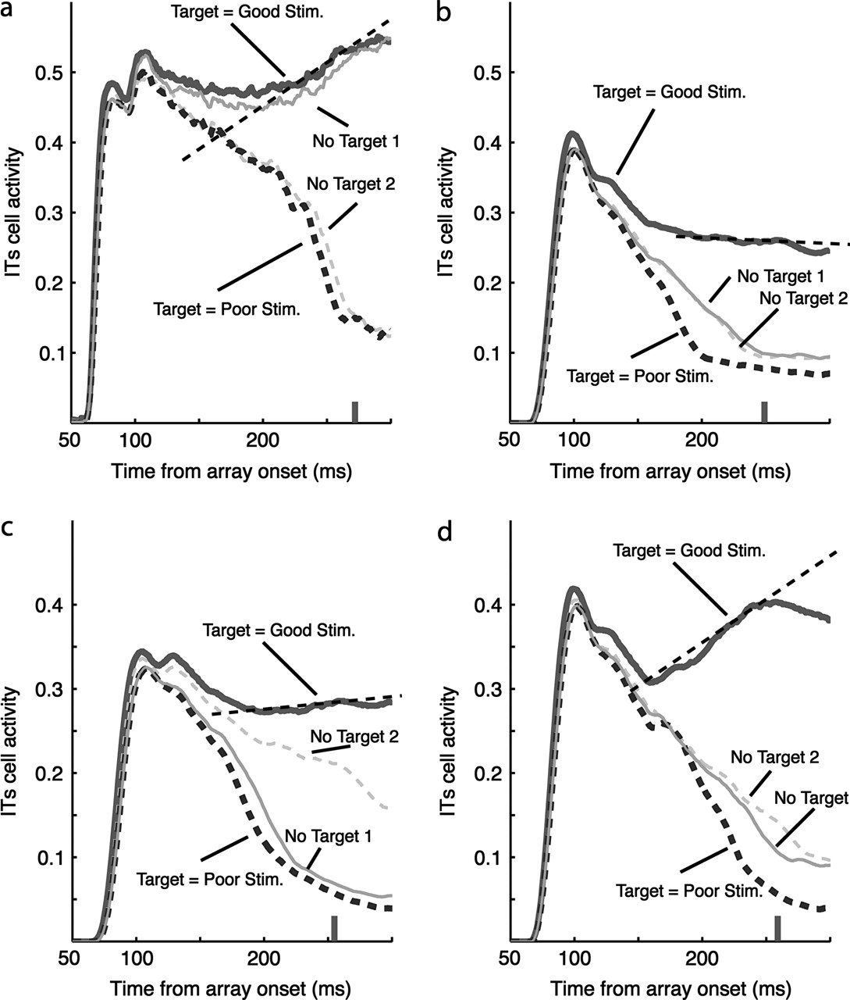 a
Target = Good Stim.
0.5
0.4
0.3
0.2
0.1
ITs cell activity
No Target 1
No Target 2
Target = Poor Stim.
50
100
200
Time from array onset (ms)
b
0.5
0.4
0.3
0.2
0.1
ITs cell activity
Target = Good Stim.
No Target 1
No Target 2
Target = Poor Stim.
50
100
200
Time from array onset (ms)
c
0.4
0.3
0.2
0.1
ITs cell activity
Target = Good Stim.
No Target 2
No Target 1
Target = Poor Stim.
50
100
200
Time from array onset (ms)
d
0.4
0.3
0.2
0.1
ITs cell activity
Target = Good Stim.
No Target 2
No Target
Target = Poor Stim.
50
100
200
Time from array onset (ms)